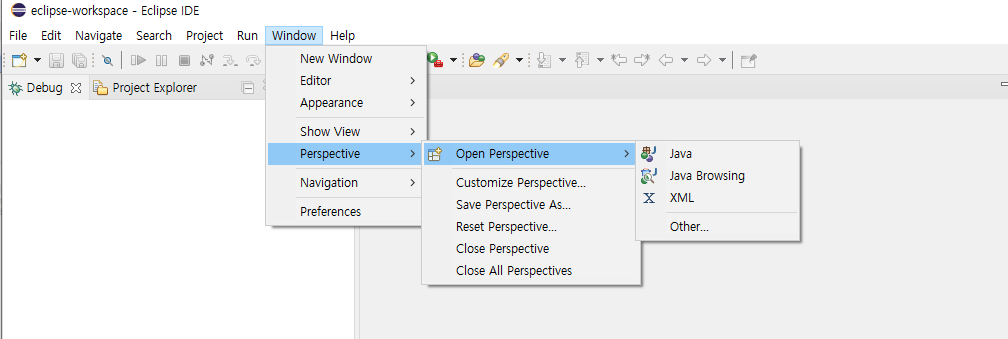 eclipse-workspace - Eclipse IDE
File Edit Navigate Search Project Run Window Help
Debug Project Explorer
New Window
Editor
Appearance
Show View
Perspective
Navigation
Preferences
Open Perspective
Customize Perspective...
Save Perspective As...
Reset Perspective...
Close Perspective
Close All Perspectives
Java
Java Browsing
X XML
Other...